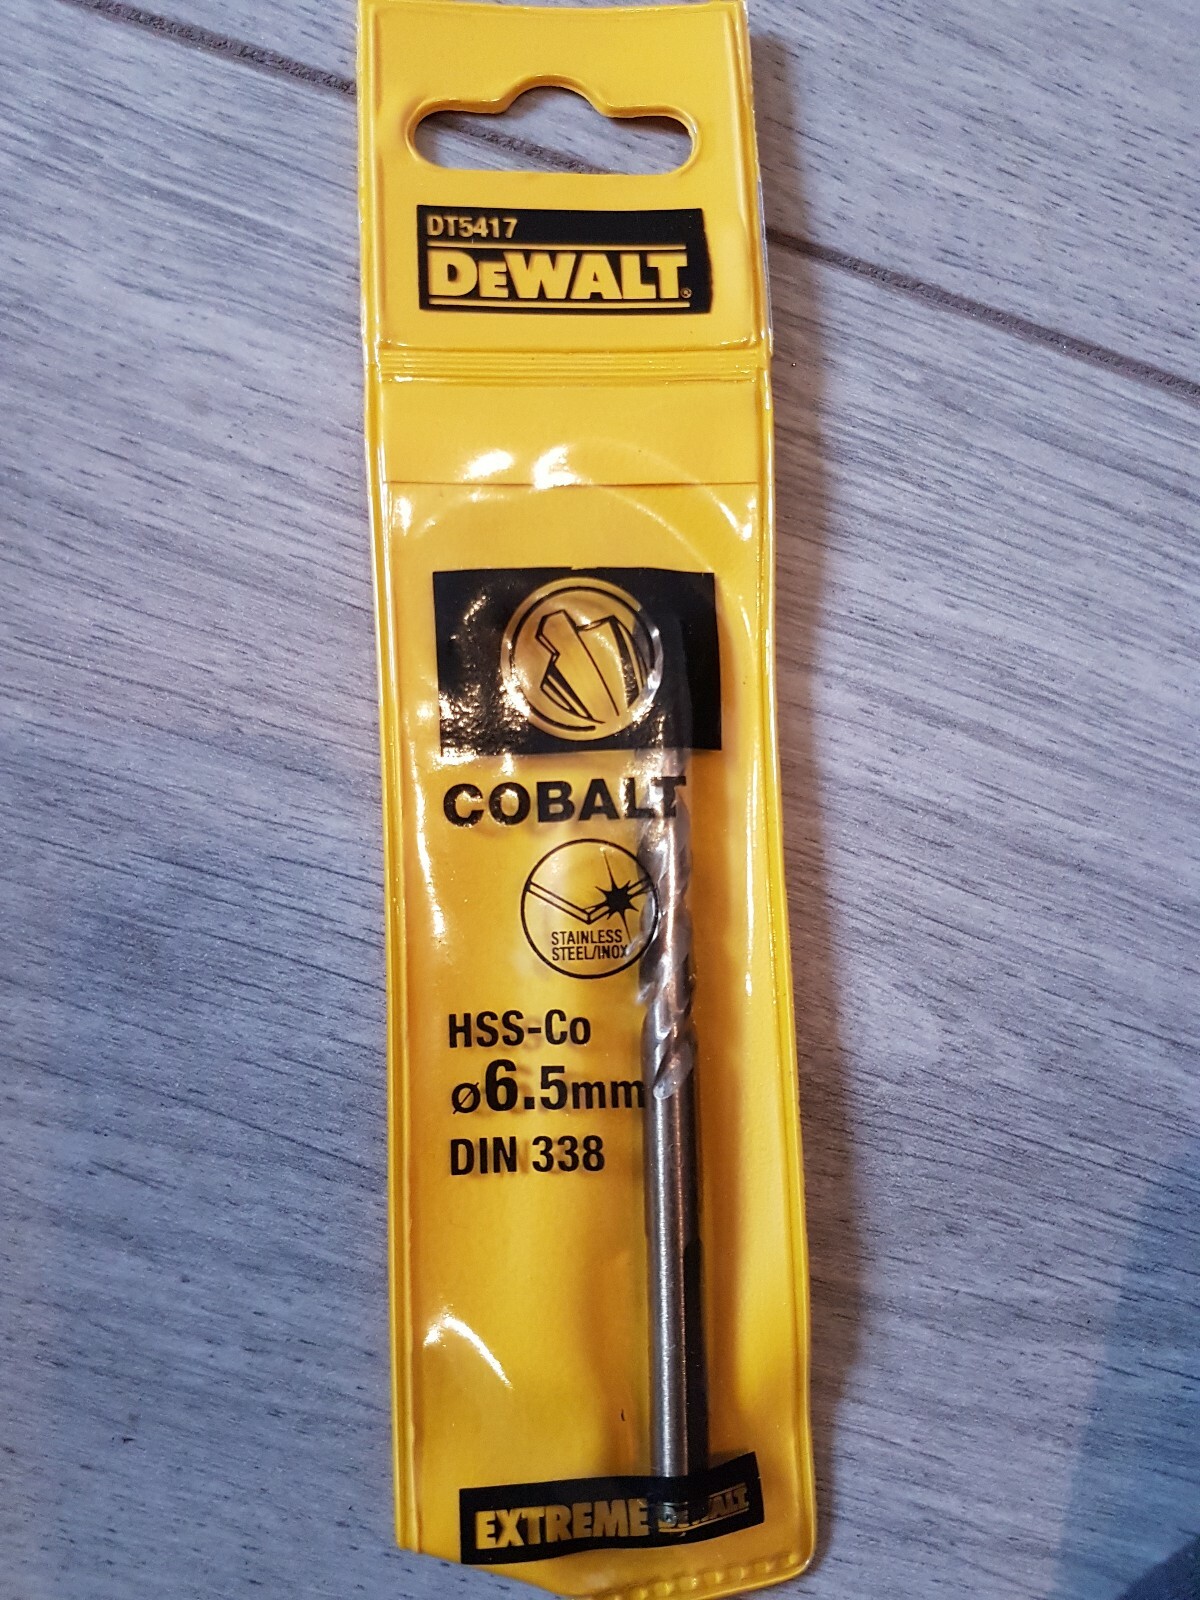 DT5417
DEWALT®
COBALT
STAINLESS
STEEL/INOX
HSS-Co
ø6.5mm
DIN 338
EXTREME DEWALT